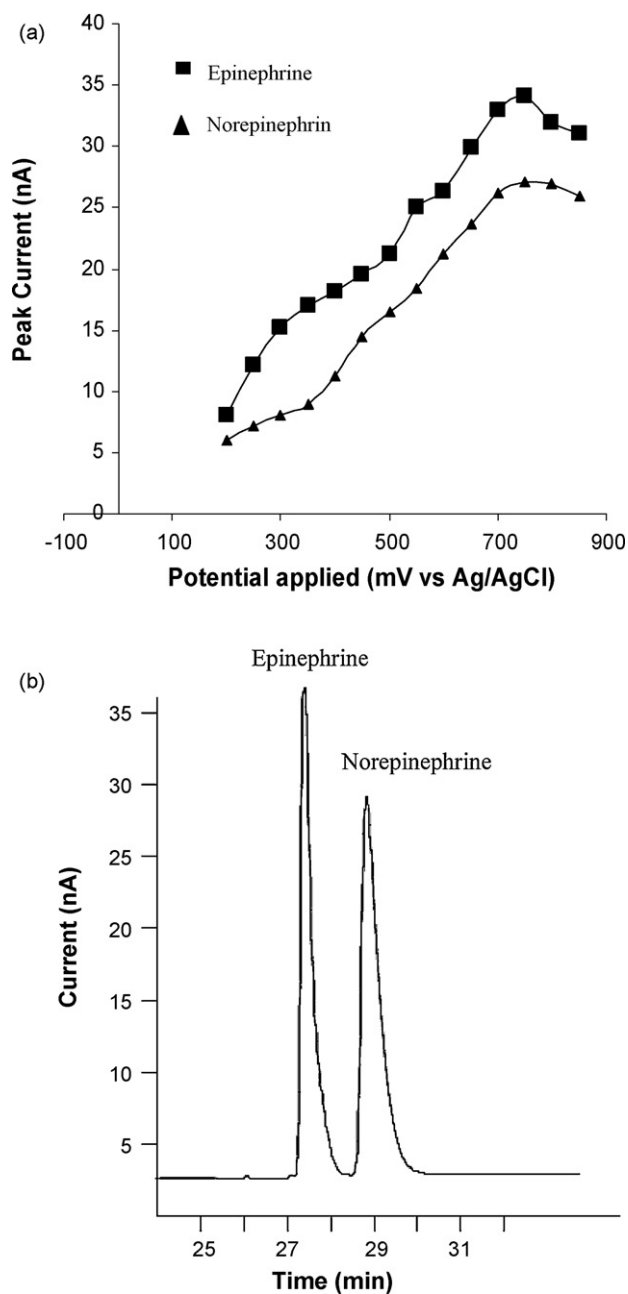 (a)
40
35
30
25
20
15
10
5
0
Peak Current (nA)
Epinephrine
Norepinephrin
-100 100 300 500 700 900
Potential applied (mV vs Ag/AgCl)
(b)
Epinephrine
Norepinephrine
35
30
25
20
15
10
5
Current (nA)
25 27 29 31
Time (min)